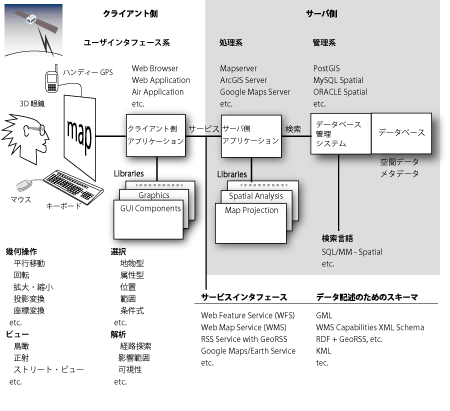 クライアント側
サーバ側
ユーザインタフェース系
処理系
管理系
ハンディーGPS
Web Browser
Web Application
Air Application
etc.
Mapserver
ArcGIS Server
Google Maps Server
etc.
PostGIS
MySQL Spatial
ORACLE Spatial
etc.
3D 眼鏡
map
クライアント側
アプリケーション
サービス
サーバ側
アプリケーション
検索
データベース
管理
システム
データベース
空間データ
メタデータ
マウス
キーボード
Libraries
Graphics
GUI Components
Libraries
Spatial Analysis
Map Projection
検索言語
SQL/MM - Spatial
etc.
幾何操作
平行移動
回転
拡大・縮小
投影変換
座標変換
etc.
ビュー
鳥瞰
正射
ストリート・ビュー
etc.
選択
地物型
属性型
位置
範囲
条件式
etc.
解析
経路探索
影響範囲
可視性
etc.
サービスインタフェース
Web Feature Service (WFS)
Web Map Service (WMS)
RSS Service with GeoRSS
Google Maps/Earth Service
etc.
データ記述のためのスキーマ
GML
WMS Capabilities XML Schema
RDF + GeoRSS, etc.
KML
tec.